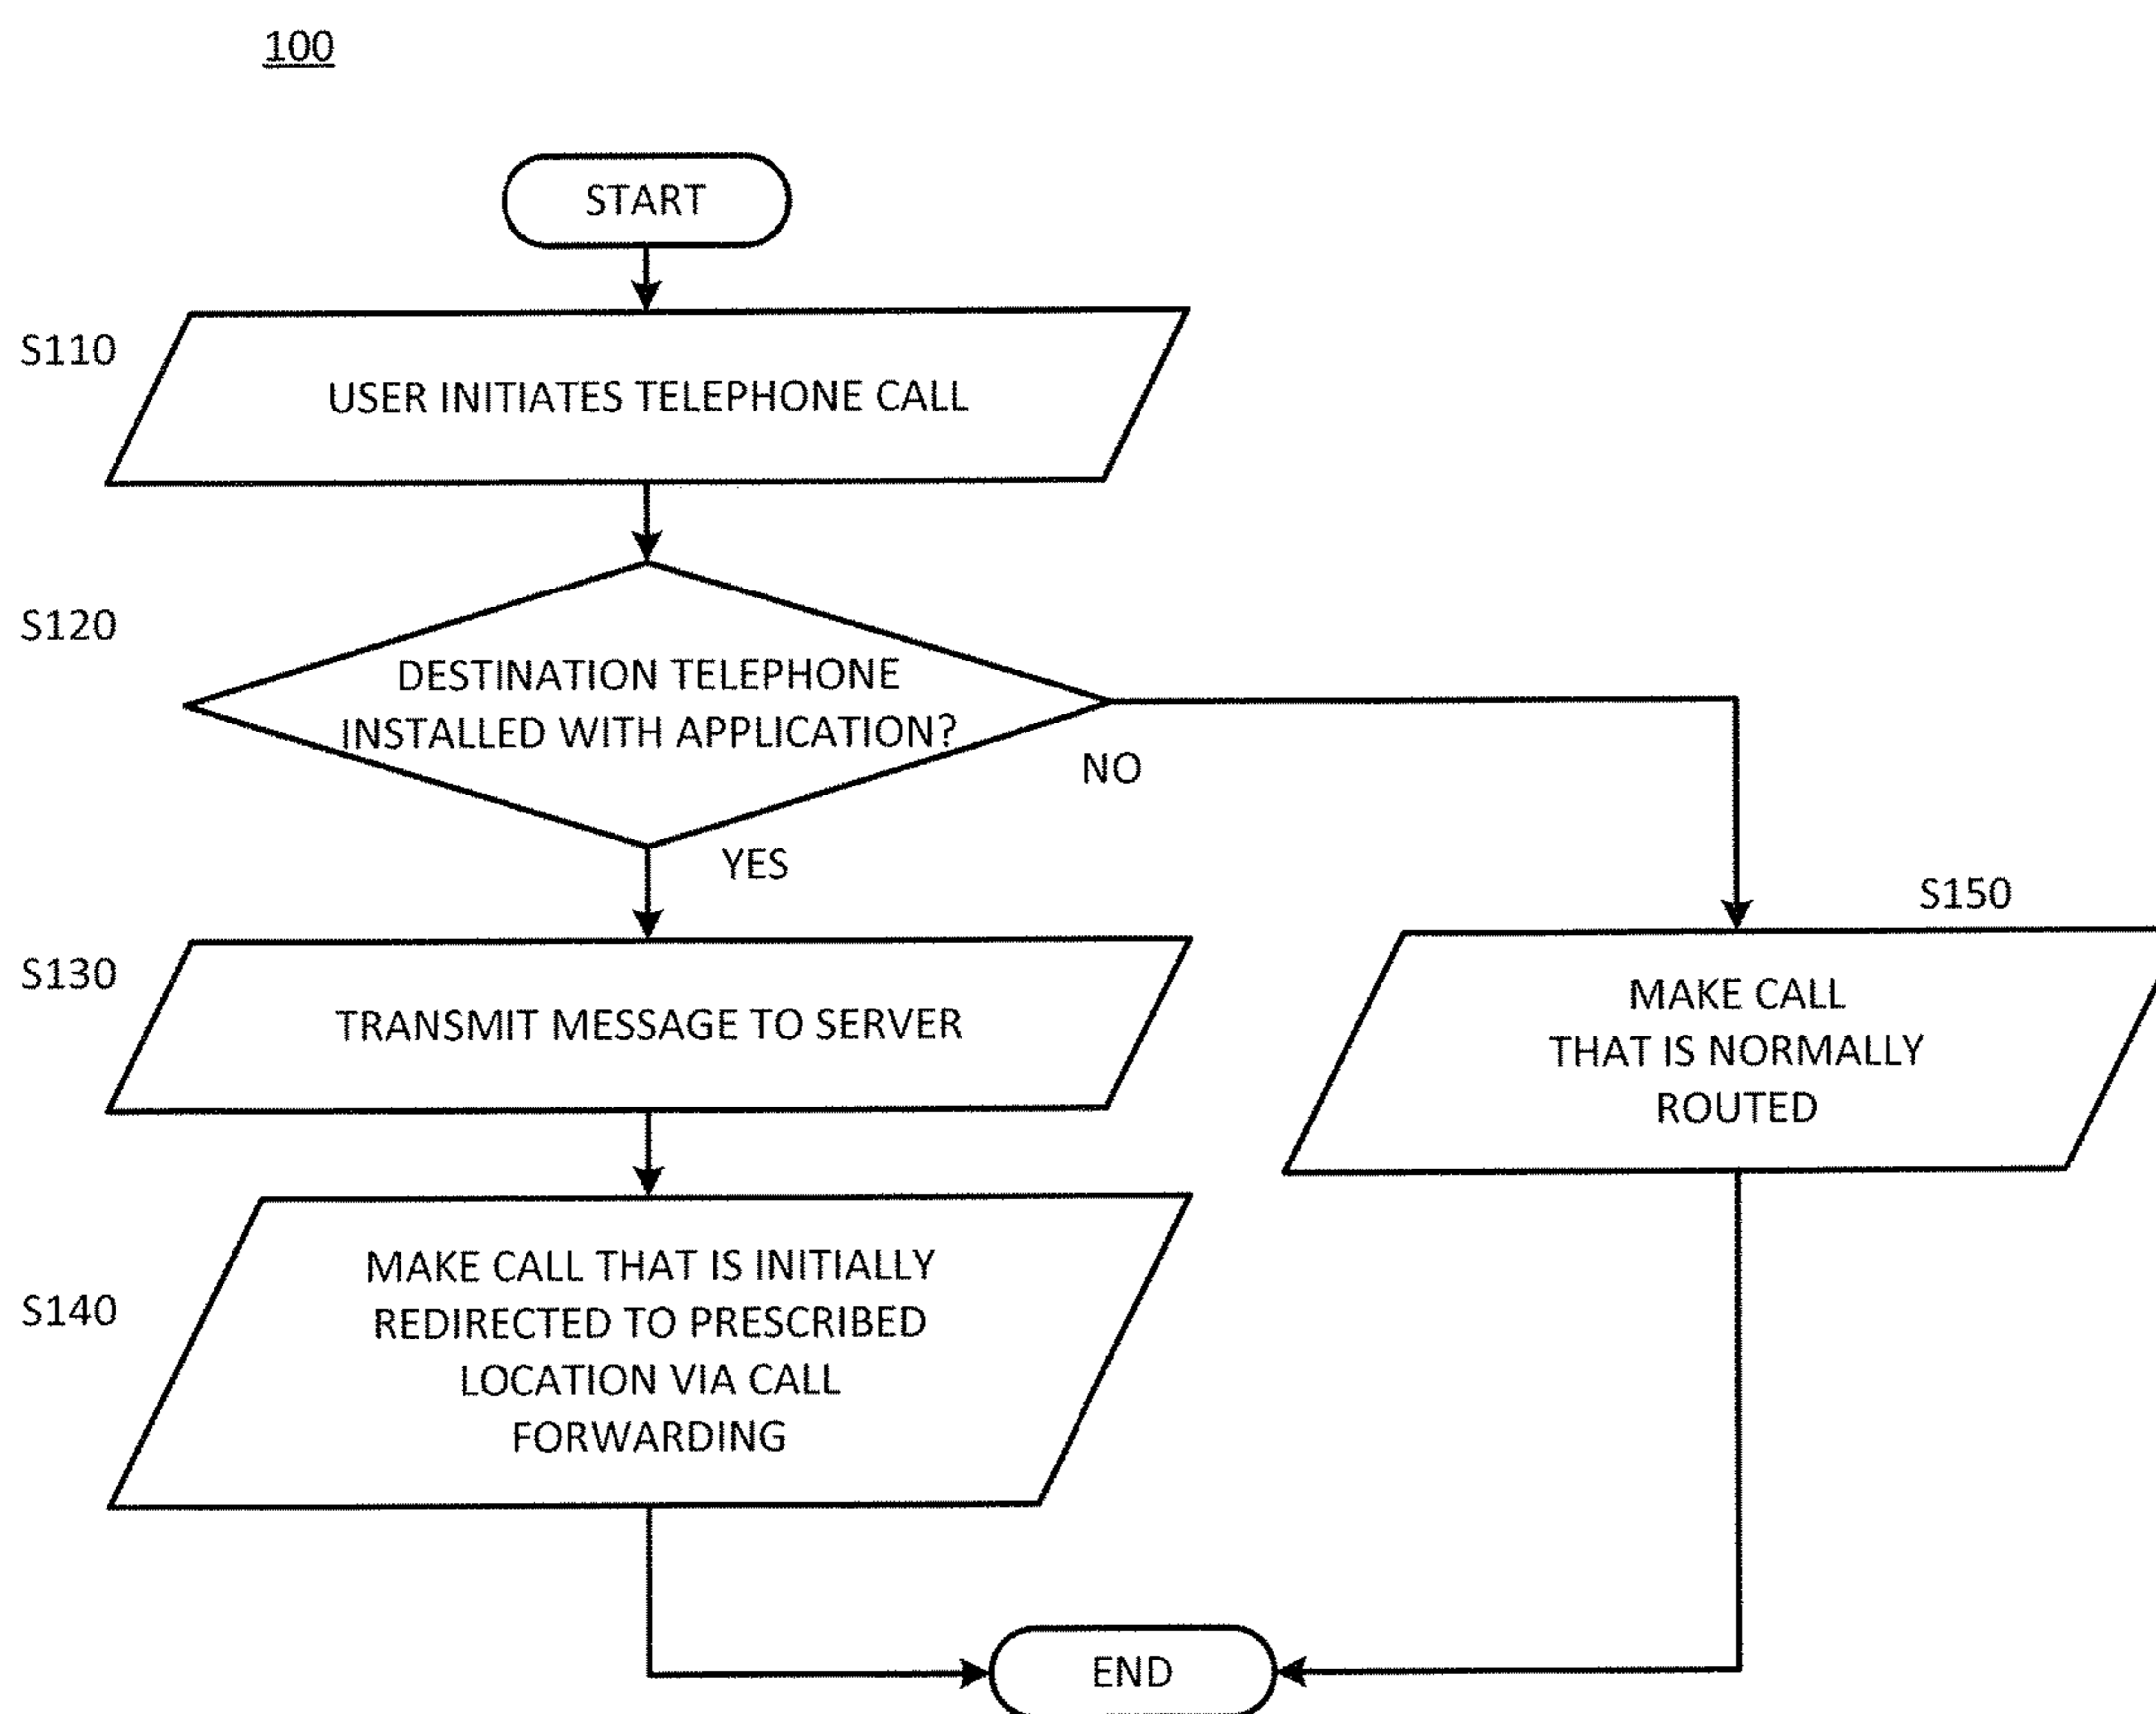 100
START
S110
USER INITIATES TELEPHONE CALL
S120
DESTINATION TELEPHONE
INSTALLED WITH APPLICATION?
NO
YES
S130
TRANSMIT MESSAGE TO SERVER
S150
MAKE CALL
THAT IS NORMALLY
ROUTED
S140
MAKE CALL THAT IS INITIALLY
REDIRECTED TO PRESCRIBED
LOCATION VIA CALL
FORWARDING
END